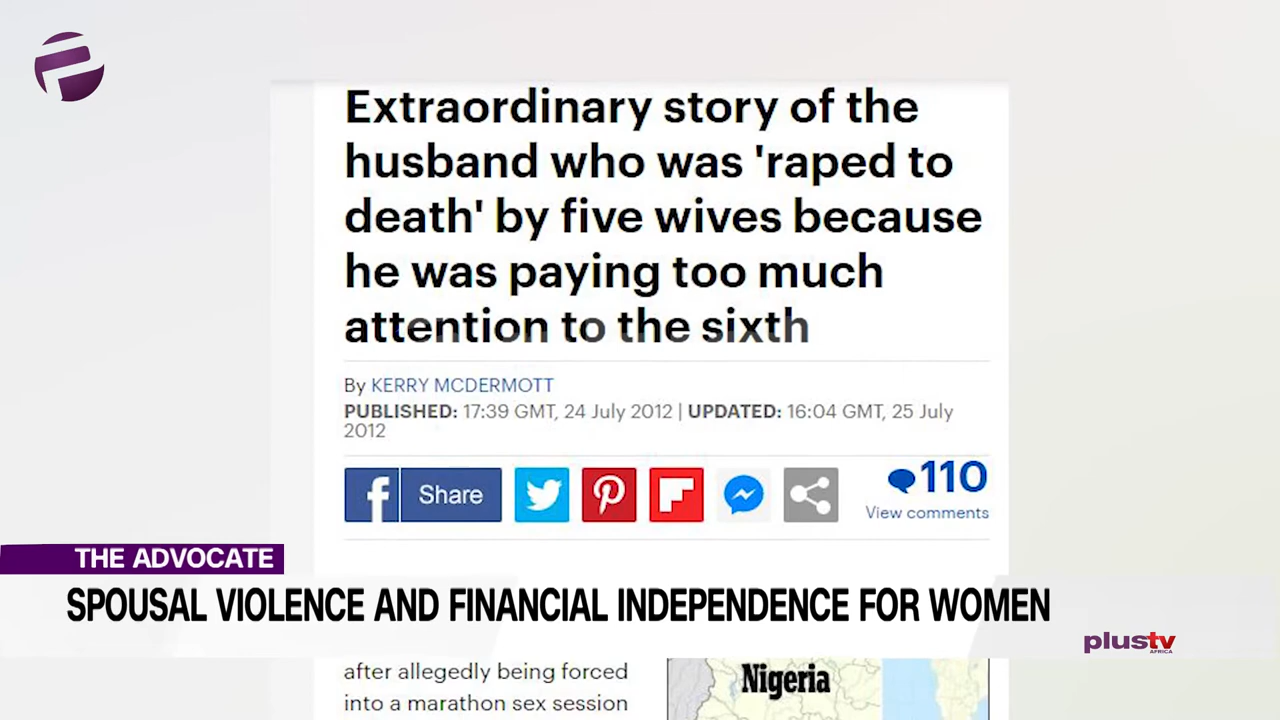 Extraordinary story of the
husband who was 'raped to
death' by five wives because
he was paying too much
attention to the sixth
By KERRY MCDERMOTT
PUBLISHED: 17:39 GMT, 24 July 2012 | UPDATED: 16:04 GMT, 25 July
2012
f Share
110
View comments
THE ADVOCATE
SPOUSAL VIOLENCE AND FINANCIAL INDEPENDENCE FOR WOMEN
plustv
AFRICA
after allegedly being forced
into a marathon sex session
Nigeria